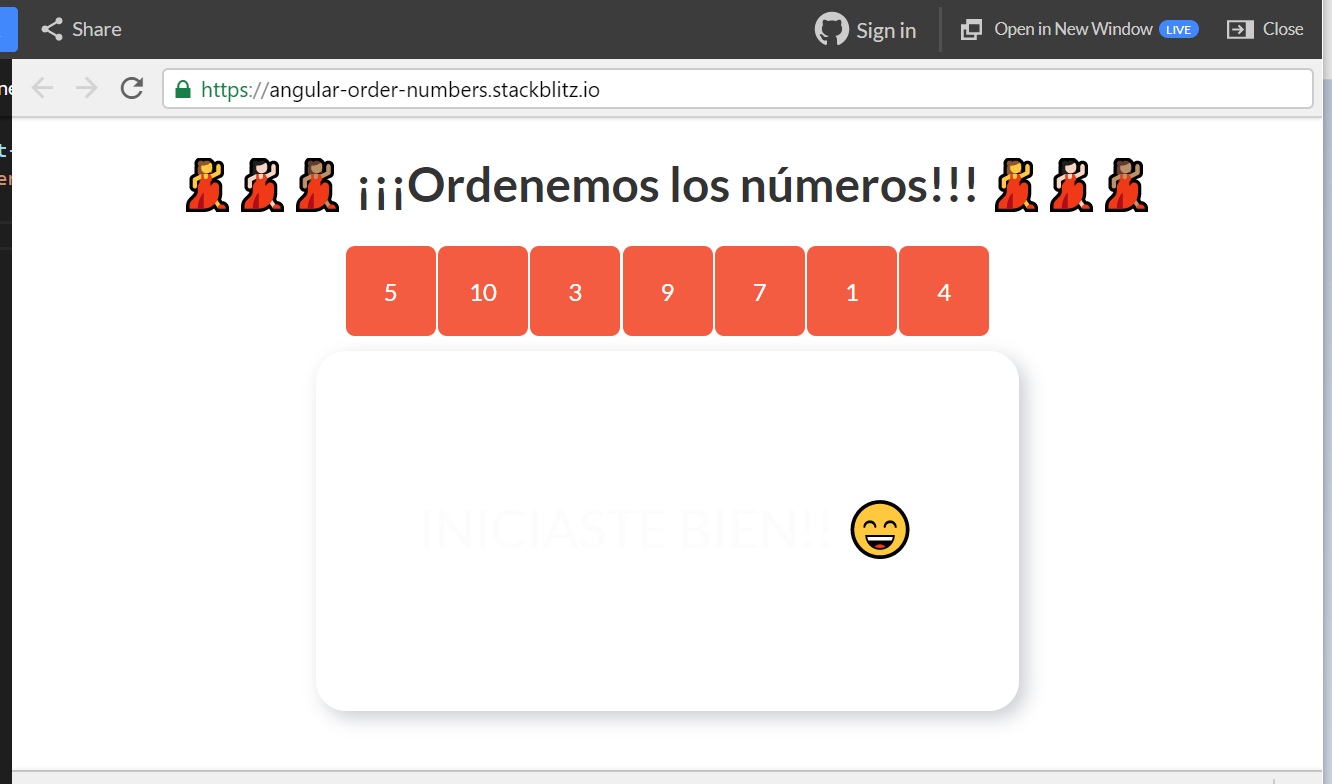 Share
Sign in
Open in New Window LIVE
Close
https://angular-order-numbers.stackblitz.io
¡¡¡Ordenemos los números!!!
5 10 3 9 7 1 4
INICIASTE BIEN!!